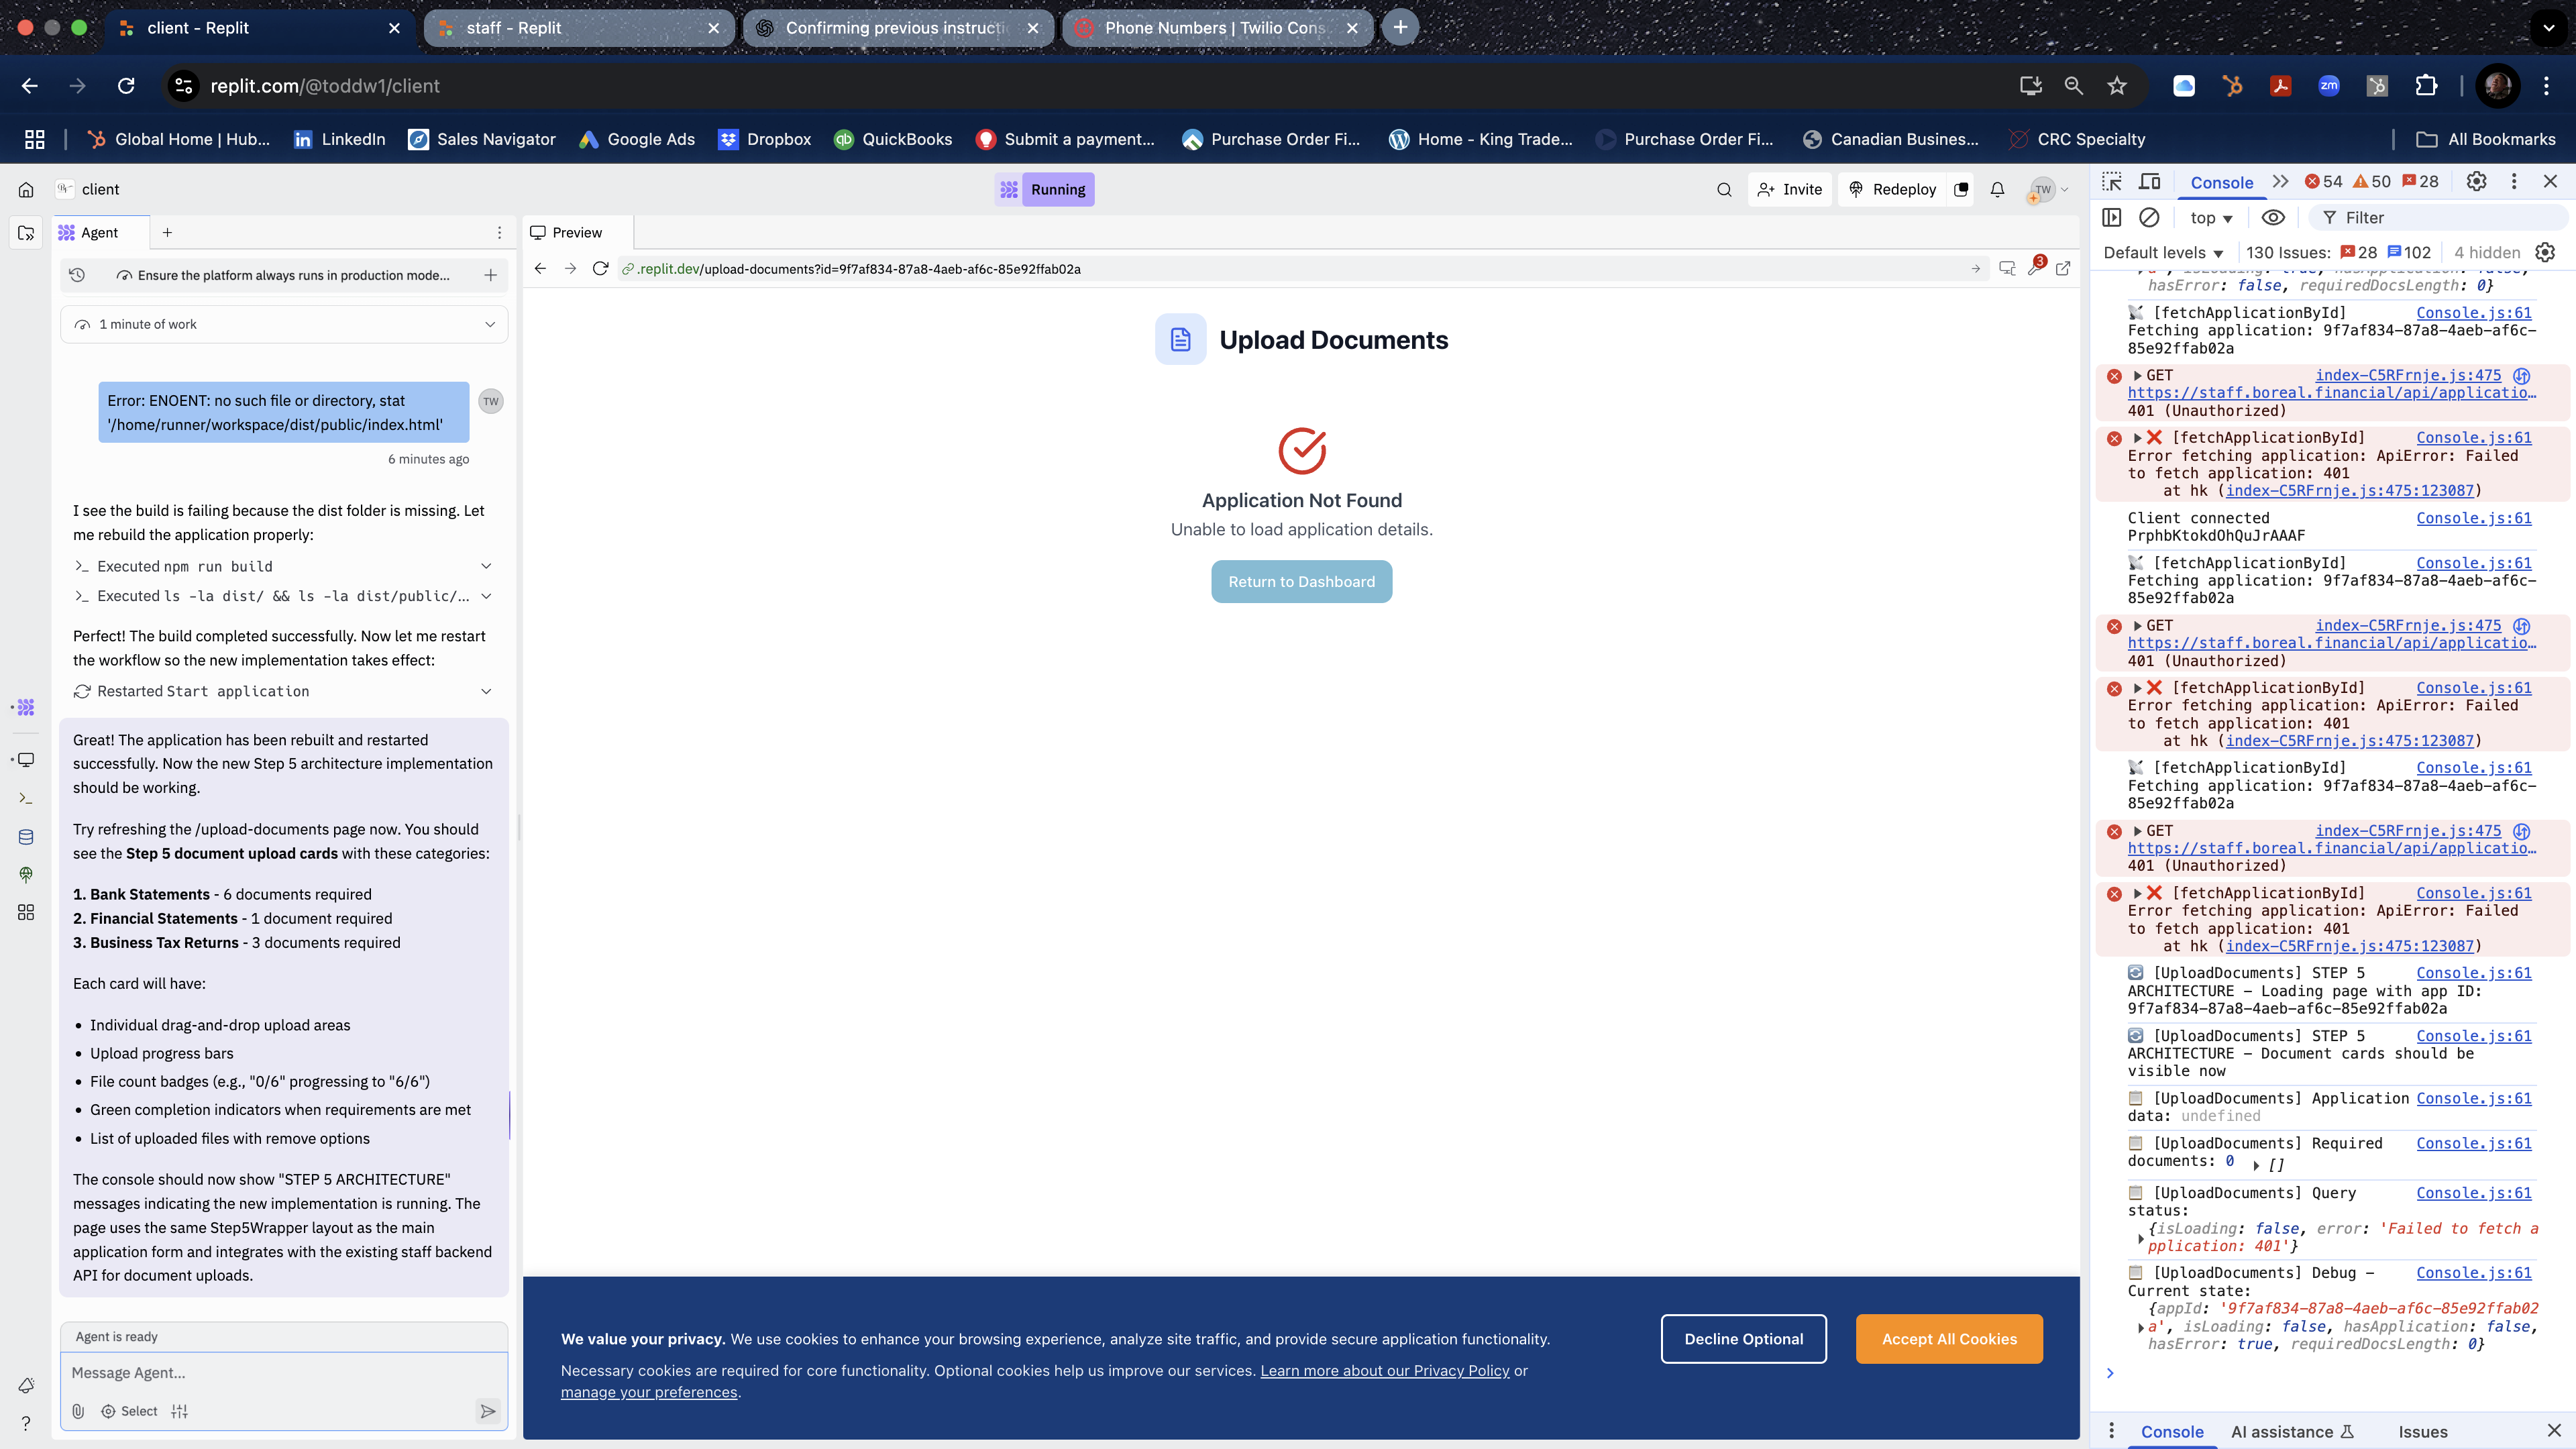 client - Replit
staff - Replit
Confirming previous instructi
Phone Numbers | Twilio Cons
replit.com/@toddw1/client
zm
Global Home | Hub...
in
LinkedIn
Sales Navigator
Google Ads
Dropbox
qb
QuickBooks
Submit a payment...
Purchase Order Fi...
Home - King Trade...
Purchase Order Fi...
Canadian Busines...
CRC Specialty
All Bookmarks
client
Running
Invite
Redeploy
TW
Agent
Ensure the platform always runs in production mode...
1 minute of work
Error: ENOENT: no such file or directory, stat
'/home/runner/workspace/dist/public/index.html'
TW
6 minutes ago
I see the build is failing because the dist folder is missing. Let
me rebuild the application properly:
Executed npm run build
Executed ls -la dist/ && ls -la dist/public/...
Perfect! The build completed successfully. Now let me restart
the workflow so the new implementation takes effect:
Restarted Start application
Great! The application has been rebuilt and restarted
successfully. Now the new Step 5 architecture implementation
should be working.
Try refreshing the /upload-documents page now. You should
see the Step 5 document upload cards with these categories:
1. Bank Statements - 6 documents required
2. Financial Statements - 1 document required
3. Business Tax Returns - 3 documents required
Each card will have:
• Individual drag-and-drop upload areas
• Upload progress bars
• File count badges (e.g., "0/6" progressing to "6/6")
• Green completion indicators when requirements are met
• List of uploaded files with remove options
The console should now show "STEP 5 ARCHITECTURE"
messages indicating the new implementation is running. The
page uses the same Step5Wrapper layout as the main
application form and integrates with the existing staff backend
API for document uploads.
Agent is ready
Message Agent...
Select
Preview
.replit.dev/upload-documents?id=9f7af834-87a8-4aeb-af6c-85e92ffab02a
3
Upload Documents
Application Not Found
Unable to load application details.
Return to Dashboard
We value your privacy. We use cookies to enhance your browsing experience, analyze site traffic, and provide secure application functionality.
Necessary cookies are required for core functionality. Optional cookies help us improve our services. Learn more about our Privacy Policy or
manage your preferences.
Decline Optional
Accept All Cookies
Console
54
50
28
top
Filter
Default levels
130 Issues:
28
102
4 hidden
hasError: false, requiredDocsLength: 0}
[fetchApplicationById] Console.js:61
Fetching application: 9f7af834-87a8-4aeb-af6c-
85e92ffab02a
GET index-C5RFrnje.js:475
https://staff.boreal.financial/api/applicatio...
401 (Unauthorized)
[fetchApplicationById] Console.js:61
Error fetching application: ApiError: Failed
to fetch application: 401
at hk (index-C5RFrnje.js:475:123087)
Client connected Console.js:61
PrphbKtokdOhQuJrAAAF
[fetchApplicationById] Console.js:61
Fetching application: 9f7af834-87a8-4aeb-af6c-
85e92ffab02a
GET index-C5RFrnje.js:475
https://staff.boreal.financial/api/applicatio...
401 (Unauthorized)
[fetchApplicationById] Console.js:61
Error fetching application: ApiError: Failed
to fetch application: 401
at hk (index-C5RFrnje.js:475:123087)
[fetchApplicationById] Console.js:61
Fetching application: 9f7af834-87a8-4aeb-af6c-
85e92ffab02a
GET index-C5RFrnje.js:475
https://staff.boreal.financial/api/applicatio...
401 (Unauthorized)
[fetchApplicationById] Console.js:61
Error fetching application: ApiError: Failed
to fetch application: 401
at hk (index-C5RFrnje.js:475:123087)
[UploadDocuments] STEP 5 Console.js:61
ARCHITECTURE – Loading page with app ID:
9f7af834-87a8-4aeb-af6c-85e92ffab02a
[UploadDocuments] STEP 5 Console.js:61
ARCHITECTURE – Document cards should be
visible now
[UploadDocuments] Application Console.js:61
data: undefined
[UploadDocuments] Required Console.js:61
documents: 0 []
[UploadDocuments] Query Console.js:61
status:
{isLoading: false, error: 'Failed to fetch a
pplication: 401'}
[UploadDocuments] Debug – Console.js:61
Current state:
{appId: '9f7af834-87a8-4aeb-af6c-85e92ffab02
a', isLoading: false, hasApplication: false,
hasError: true, requiredDocsLength: 0}
Console
AI assistance
Issues